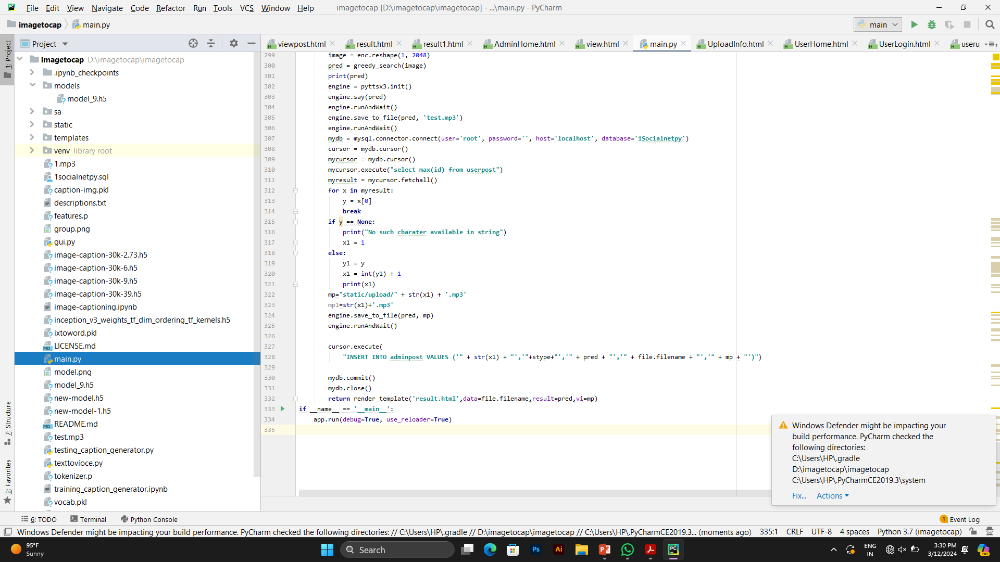 File Edit View Navigate Code Refactor Run Tools VCS Window Help imagetocap [D:\imagetocap\imagetocap] - ...\main.py - PyCharm
imagetocap main.py main
Project viewpost.html result.html result1.html AdminHome.html view.html main.py UploadInfo.html UserHome.html UserLogin.html useru
1: Project
7: Structure
2: Favorites
imagetocap D:\imagetocap\imagetocap
.ipynb_checkpoints
models
model_9.h5
sa
static
templates
venv library root
1.mp3
1socialnetpy.sql
caption-img.pkl
descriptions.txt
features.p
group.png
gui.py
image-caption-30k-2.73.h5
image-caption-30k-6.h5
image-caption-30k-9.h5
image-caption-30k-39.h5
image-captioning.ipynb
inception_v3_weights_tf_dim_ordering_tf_kernels.h5
ixtoword.pkl
LICENSE.md
main.py
model.png
model_9.h5
new-model.h5
new-model-1.h5
README.md
test.mp3
testing_caption_generator.py
texttovioce.py
tokenizer.p
training_caption_generator.ipynb
vocab.pkl
299 image = enc.reshape(1, 2048)
300 pred = greedy_search(image)
301 print(pred)
302 engine = pyttsx3.init()
303 engine.say(pred)
304 engine.runAndWait()
305 engine.save_to_file(pred, 'test.mp3')
306 engine.runAndWait()
307 mydb = mysql.connector.connect(user='root', password='', host='localhost', database='1Socialnetpy')
308 cursor = mydb.cursor()
309 mycursor = mydb.cursor()
310 mycursor.execute("select max(id) from userpost")
311 myresult = mycursor.fetchall()
312 for x in myresult:
313 y = x[0]
314 break
315 if y == None:
316 print("No such charater available in string")
317 x1 = 1
318 else:
319 y1 = y
320 x1 = int(y1) + 1
321 print(x1)
322 mp="static/upload/" + str(x1) + '.mp3'
323 mp1=str(x1)+'.mp3'
324 engine.save_to_file(pred, mp)
325 engine.runAndWait()
326
327 cursor.execute(
328 "INSERT INTO adminpost VALUES ('" + str(x1) + "','"+stype+"','" + pred + "','" + file.filename + "','" + mp + "')")
329
330 mydb.commit()
331 mydb.close()
332 return render_template('result.html',data=file.filename,result=pred,vi=mp)
333 if __name__ == '__main__':
334 app.run(debug=True, use_reloader=True)
335
Windows Defender might be impacting your
build performance. PyCharm checked the
following directories:
C:\Users\HP\.gradle
D:\imagetocap\imagetocap
C:\Users\HP\.PyCharmCE2019.3\system
Fix... Actions
6: TODO Terminal Python Console 1 Event Log
Windows Defender might be impacting your build performance. PyCharm checked the following directories: // C:\Users\HP\.gradle // D:\imagetocap\imagetocap // C:\Users\HP\.PyCharmCE2019.3... (moments ago) 335:1 CRLF UTF-8 4 spaces Python 3.7 (imagetocap)
95°F
Sunny
Search
ENG
IN
3:30 PM
3/12/2024